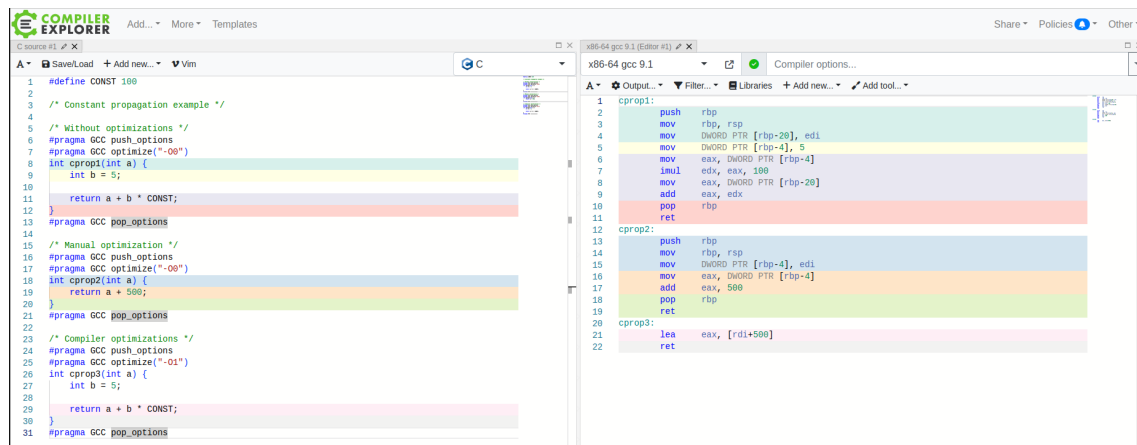 COMPILER EXPLORER Add... More Templates Share Policies Other
C source #1
A Save/Load + Add new... Vim C
1 #define CONST 100
2
3 /* Constant propagation example */
4
5 /* Without optimizations */
6 #pragma GCC push_options
7 #pragma GCC optimize("-O0")
8 int cprop1(int a) {
9 int b = 5;
10
11 return a + b * CONST;
12 }
13 #pragma GCC pop_options
14
15 /* Manual optimization */
16 #pragma GCC push_options
17 #pragma GCC optimize("-O0")
18 int cprop2(int a) {
19 return a + 500;
20 }
21 #pragma GCC pop_options
22
23 /* Compiler optimizations */
24 #pragma GCC push_options
25 #pragma GCC optimize("-O1")
26 int cprop3(int a) {
27 int b = 5;
28
29 return a + b * CONST;
30 }
31 #pragma GCC pop_options
x86-64 gcc 9.1 (Editor #1)
x86-64 gcc 9.1 Compiler options...
A Output... Filter... Libraries + Add new... Add tool...
1 cprop1:
2 push rbp
3 mov rbp, rsp
4 mov DWORD PTR [rbp-20], edi
5 mov DWORD PTR [rbp-4], 5
6 mov eax, DWORD PTR [rbp-4]
7 imul edx, eax, 100
8 mov eax, DWORD PTR [rbp-20]
9 add eax, edx
10 pop rbp
11 ret
12 cprop2:
13 push rbp
14 mov rbp, rsp
15 mov DWORD PTR [rbp-4], edi
16 mov eax, DWORD PTR [rbp-4]
17 add eax, 500
18 pop rbp
19 ret
20 cprop3:
21 lea eax, [rdi+500]
22 ret